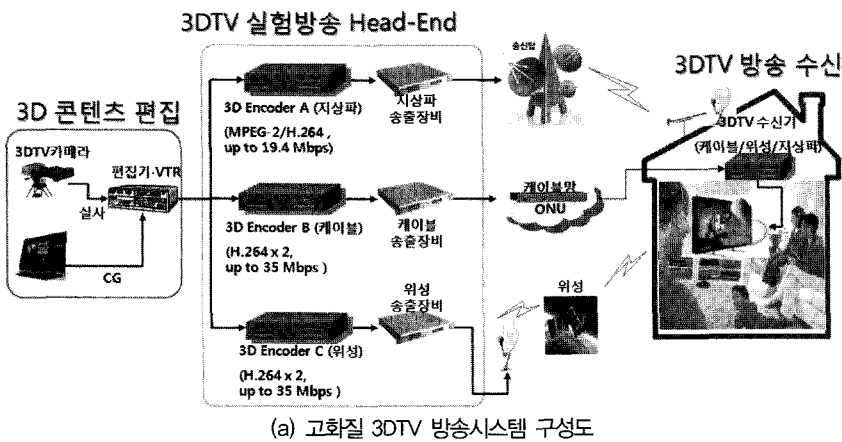 3DTV 실험방송 Head-End
3D 콘텐츠 편집
3DTV카메라
편집기·VTR
실사
CG
3D Encoder A (지상파)
(MPEG-2/H.264 ,
up to 19.4 Mbps)
지상파
송출장비
송신탑
3D Encoder B (케이블)
(H.264 x 2,
up to 35 Mbps )
케이블
송출장비
케이블망
ONU
3D Encoder C (위성)
(H.264 x 2,
up to 35 Mbps )
위성
송출장비
위성
3DTV 방송 수신
3DTV 수신기
(케이블/위성/지상파)
(a) 고화질 3DTV 방송시스템 구성도